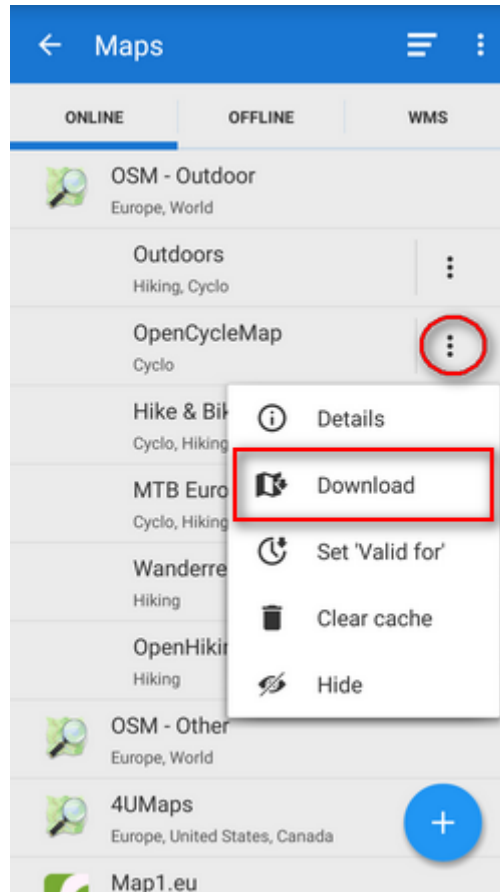 Maps
ONLINE
OFFLINE
WMS
OSM - Outdoor
Europe, World
Outdoors
Hiking, Cyclo
OpenCycleMap
Cyclo
Hike & Bik
Cyclo, Hiking
Details
Download
MTB Euro
Cyclo, Hiking
Set 'Valid for'
Wanderre
Hiking
Clear cache
OpenHikin
Hiking
Hide
OSM - Other
Europe, World
4UMaps
Europe, United States, Canada
Map1.eu